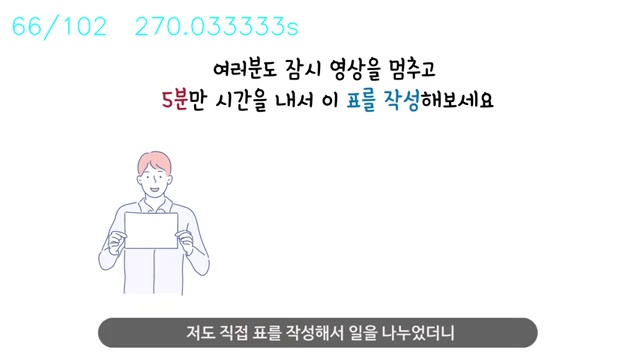 66/102 270.033333s
여러분도 잠시 영상을 멈추고
5분만 시간을 내서 이 표를 작성해보세요
저도 직접 표를 작성해서 일을 나누었더니